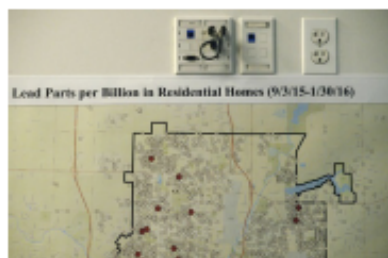 Lead Parts per Billion in Residential Homes (9/3/15-1/30/16)